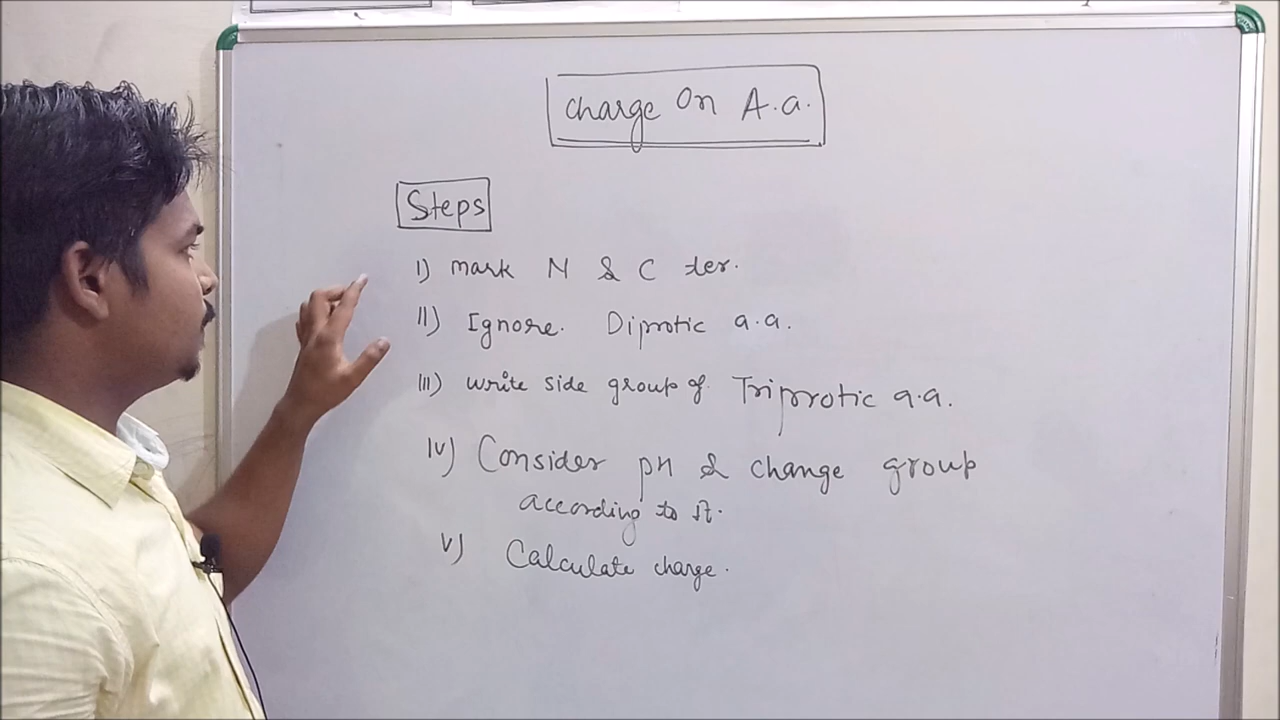 charge On A.a.
Steps
I) mark N & C ter.
II) Ignore. Diprotic a.a.
III) write side group of. Triprotic a.a.
IV) Consider pH & change group
according to it.
V) Calculate charge.